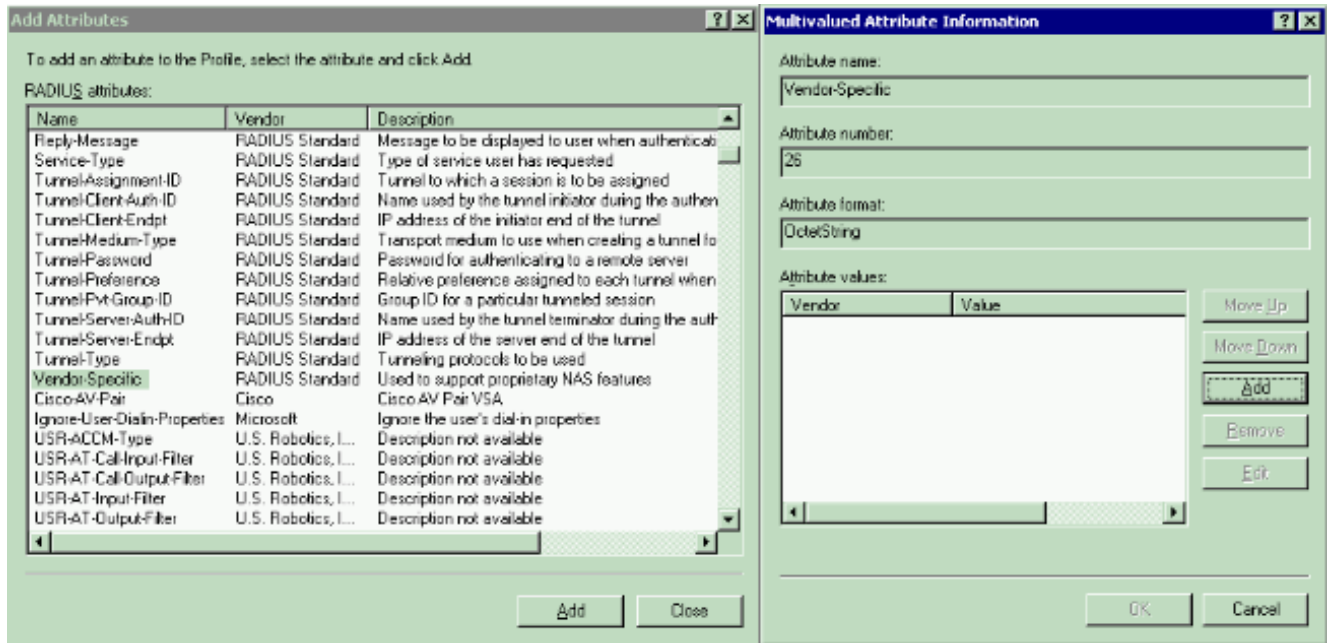 Add Attributes
To add an attribute to the Profile, select the attribute and click Add.
RADIUS attributes:
Name Vendor Description
Reply-Message RADIUS Standard Message to be displayed to user when authenticati
Service-Type RADIUS Standard Type of service user has requested
Tunnel-Assignment-ID RADIUS Standard Tunnel to which a session is to be assigned
Tunnel-Client-Auth-ID RADIUS Standard Name used by the tunnel initiator during the authen
Tunnel-Client-Endpt RADIUS Standard IP address of the initiator end of the tunnel
Tunnel-Medium-Type RADIUS Standard Transport medium to use when creating a tunnel fo
Tunnel-Password RADIUS Standard Password for authenticating to a remote server
Tunnel-Preference RADIUS Standard Relative preference assigned to each tunnel when
Tunnel-Pvt-Group-ID RADIUS Standard Group ID for a particular tunneled session
Tunnel-Server-Auth-ID RADIUS Standard Name used by the tunnel terminator during the auth
Tunnel-Server-Endpt RADIUS Standard IP address of the server end of the tunnel
Tunnel-Type RADIUS Standard Tunneling protocols to be used
Vendor-Specific RADIUS Standard Used to support proprietary NAS features
Cisco-AV-Pair Cisco Cisco AV Pair VSA
Ignore-User-Dialin-Properties Microsoft Ignore the user's dial-in properties
USR-ACCM-Type U.S. Robotics, I... Description not available
USR-AT-Call-Input-Filter U.S. Robotics, I... Description not available
USR-AT-Call-Output-Filter U.S. Robotics, I... Description not available
USR-AT-Input-Filter U.S. Robotics, I... Description not available
USR-AT-Output-Filter U.S. Robotics, I... Description not available
Add Close
Multivalued Attribute Information
Attribute name:
Vendor-Specific
Attribute number:
26
Attribute format:
OctetString
Attribute values:
Vendor Value
Move Up
Move Down
Add
Remove
Edit
OK Cancel